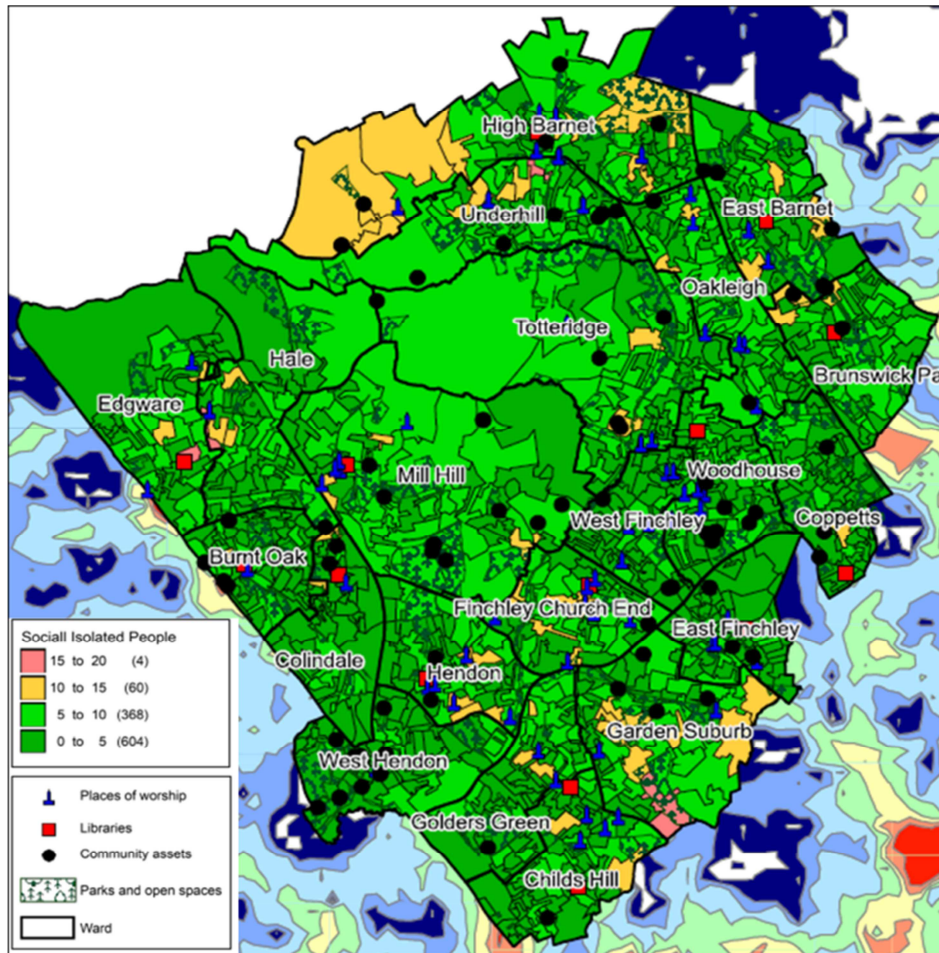 High Barnet
Underhill
East Barnet
Oakleigh
Totteridge
Hale
Brunswick Pa
Edgware
Mill Hill
Woodhouse
West Finchley
Coppetts
Burnt Oak
Finchley Church End
East Finchley
Colindale
Hendon
Garden Suburb
West Hendon
Golders Green
Childs Hill
Sociall Isolated People
15 to 20 (4)
10 to 15 (60)
5 to 10 (368)
0 to 5 (604)
Places of worship
Libraries
Community assets
Parks and open spaces
Ward